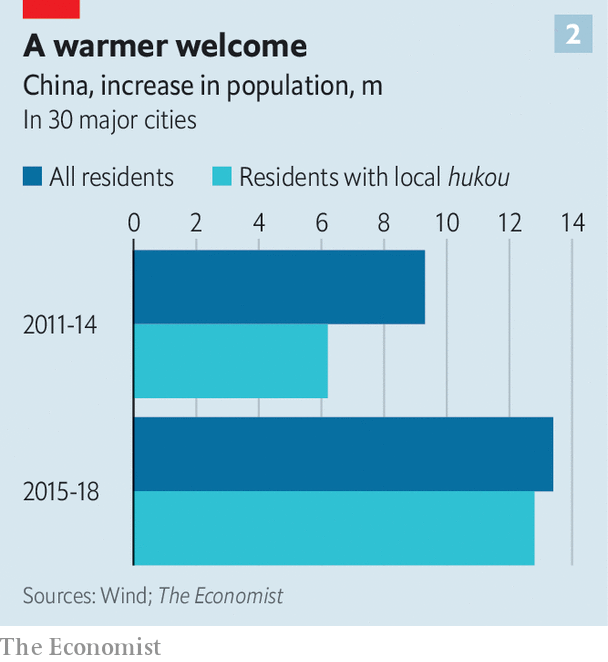 2
A warmer welcome
China, increase in population, m
In 30 major cities
All residents Residents with local hukou
0 2 4 6 8 10 12 14
2011-14
2015-18
Sources: Wind; The Economist
The Economist